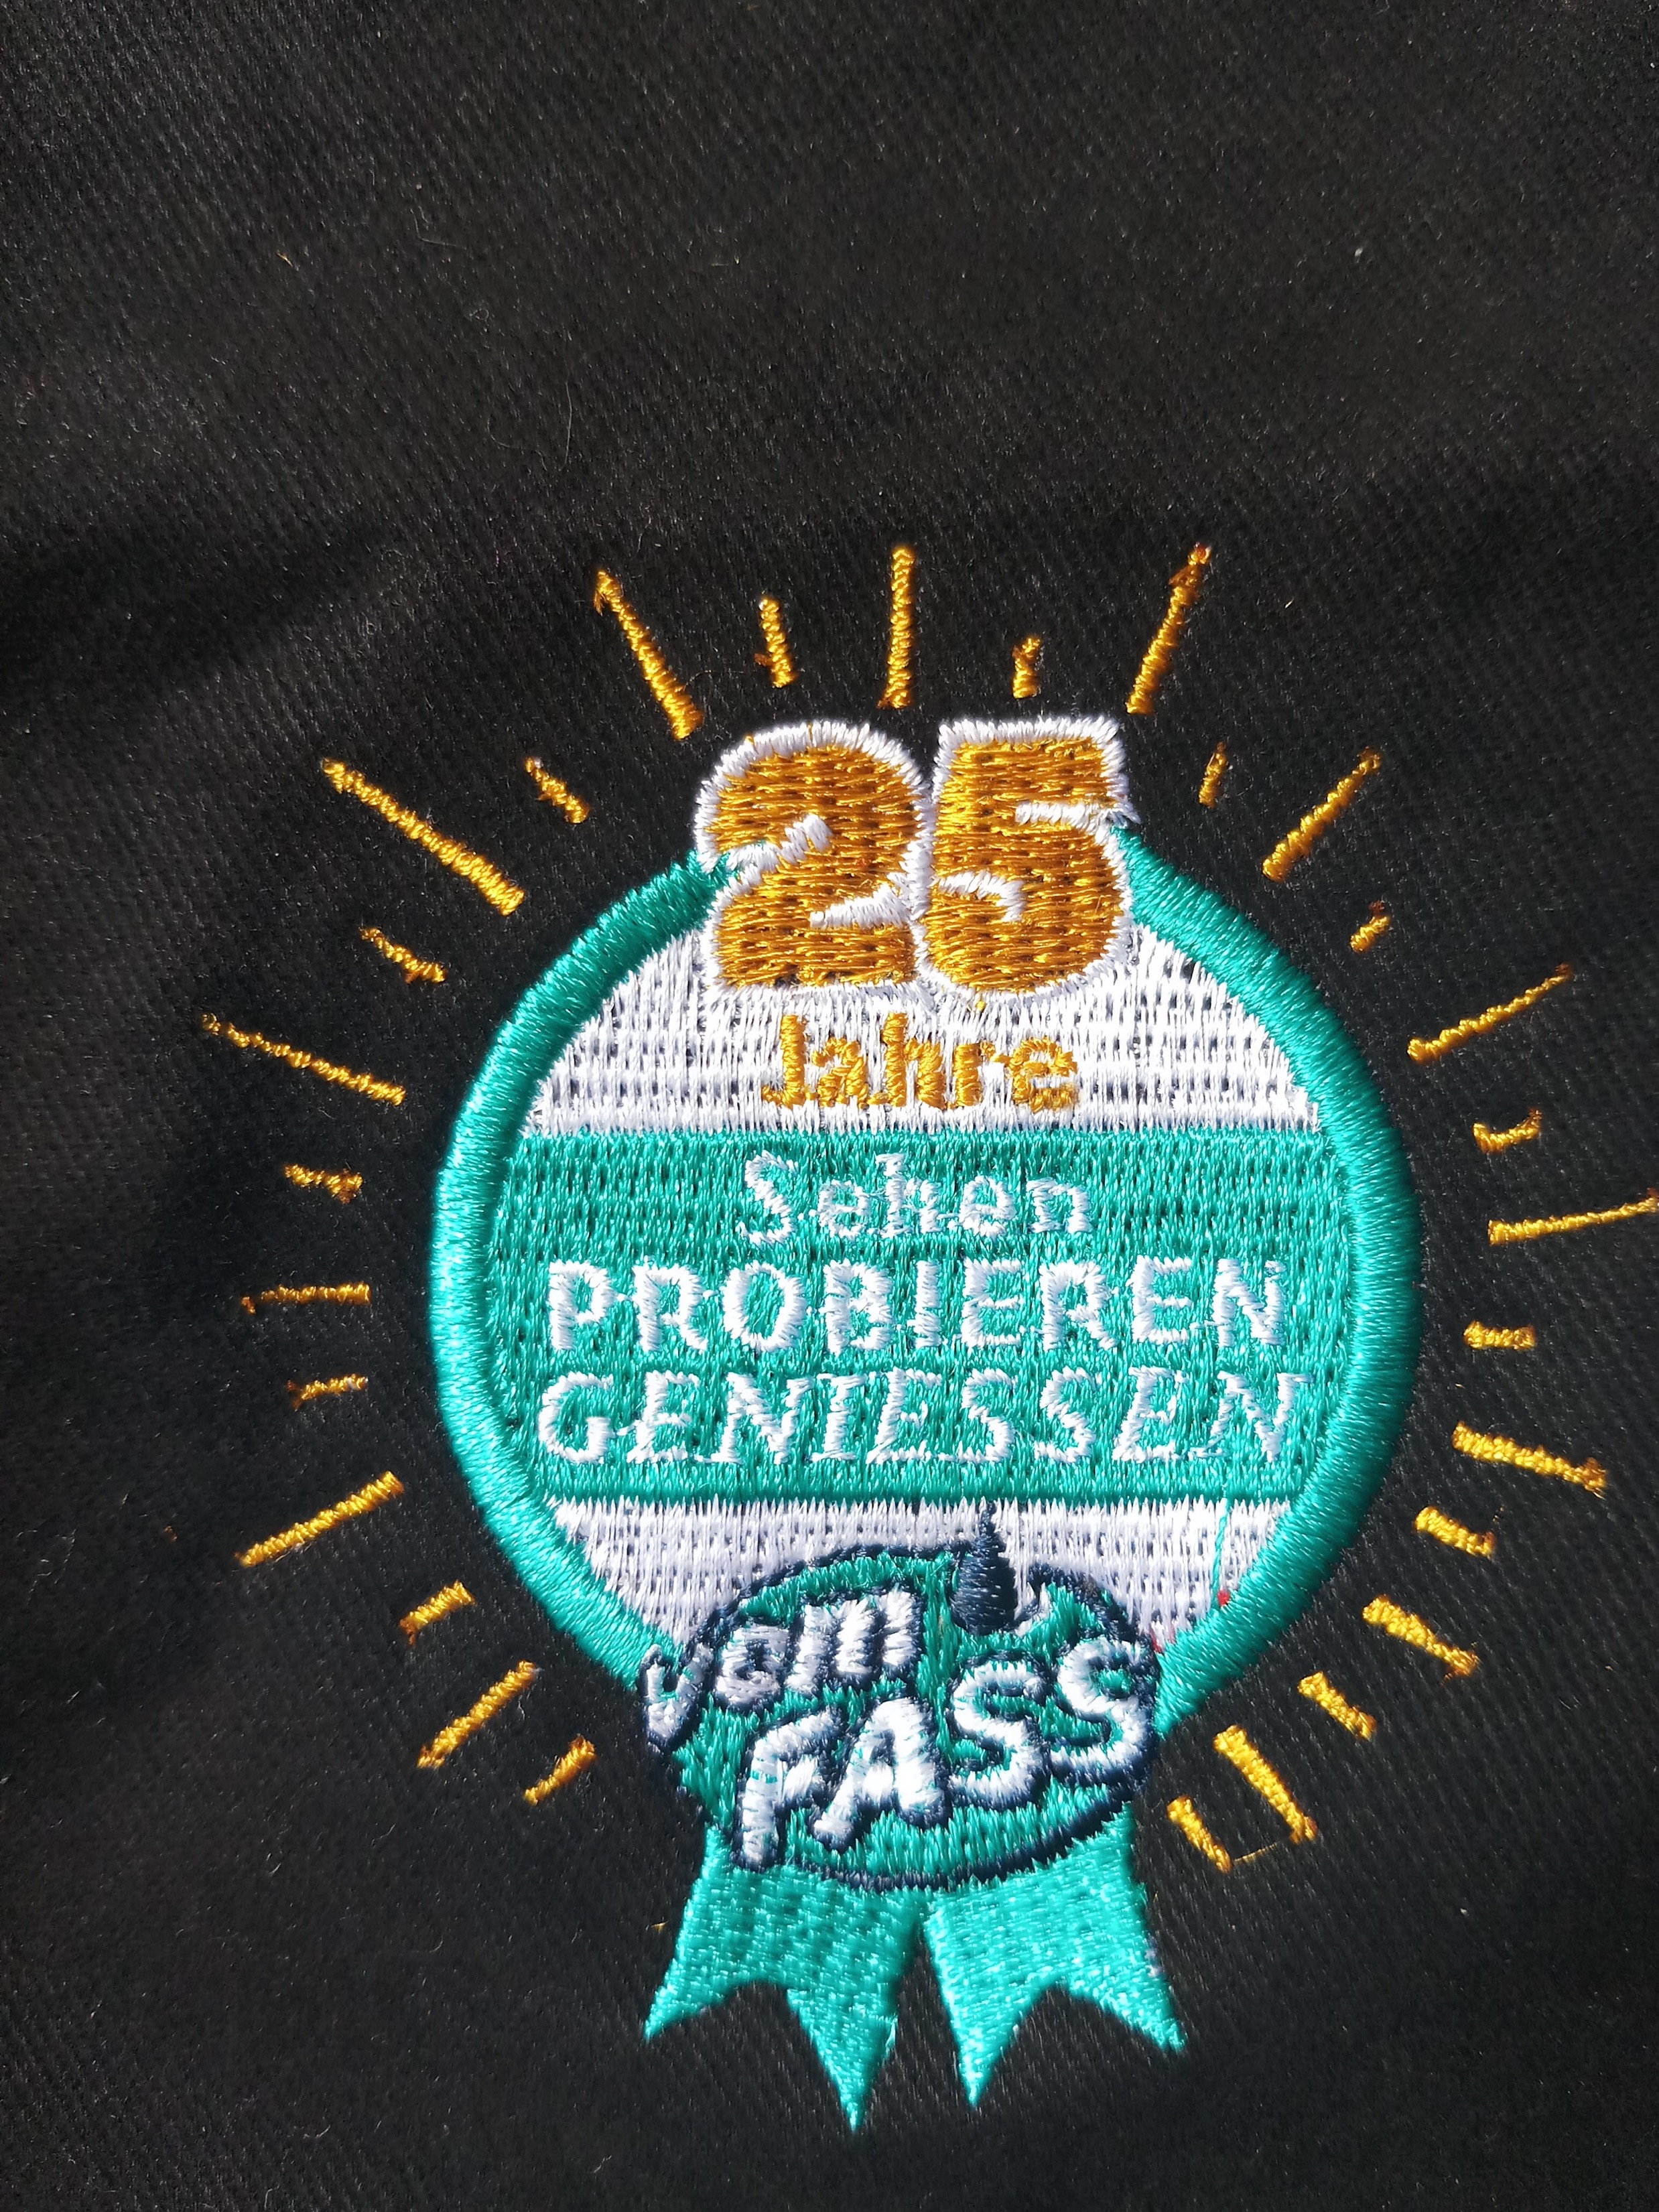 25
Jahre
Sehen
PROBIEREN
GENIESSEN
vom
FASS